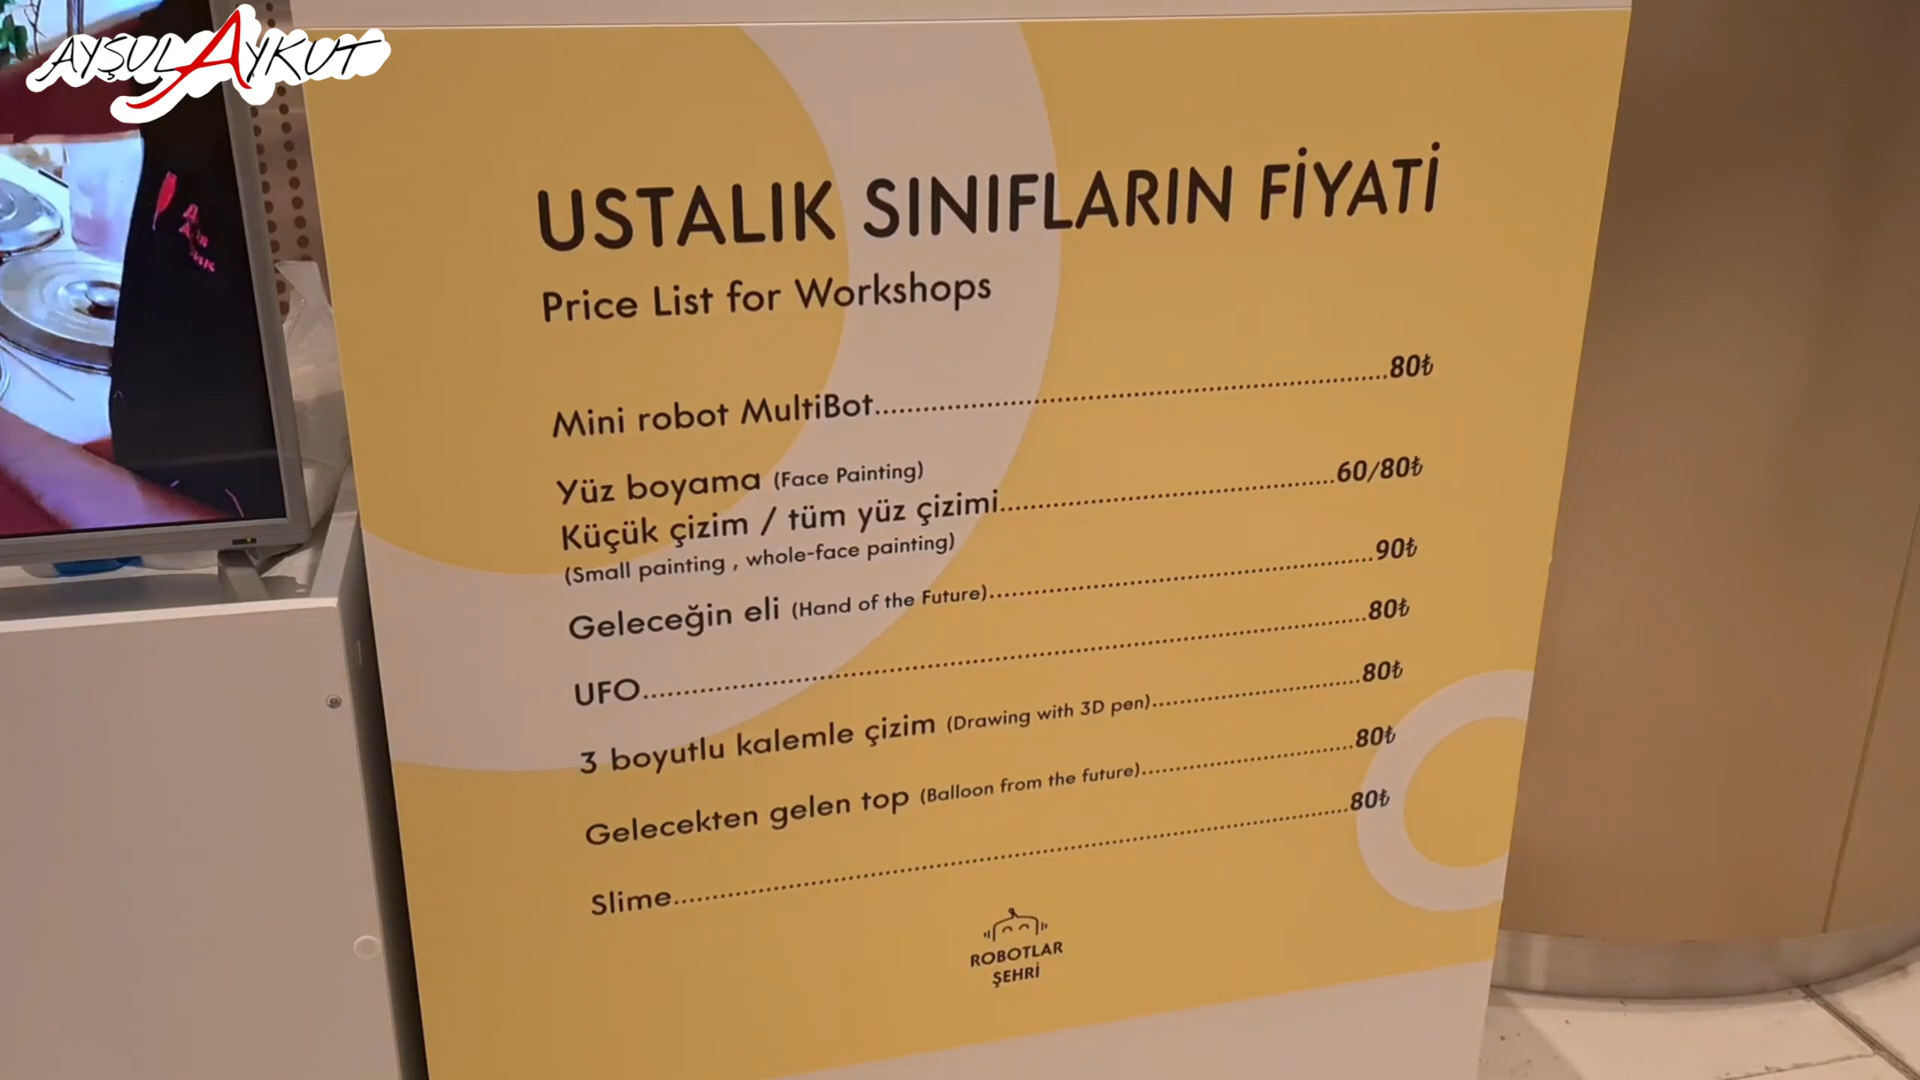 AYŞUL AYKUT
USTALIK SINIFLARIN FİYATİ
Price List for Workshops
Mini robot MultiBot..........80₺
Yüz boyama (Face Painting)
Küçük çizim / tüm yüz çizimi..........60/80₺
(Small painting , whole-face painting)
Geleceğin eli (Hand of the Future)..........90₺
UFO..........80₺
3 boyutlu kalemle çizim (Drawing with 3D pen)..........80₺
Gelecekten gelen top (Balloon from the future)..........80₺
Slime..........80₺
ROBOTLAR
ŞEHRİ